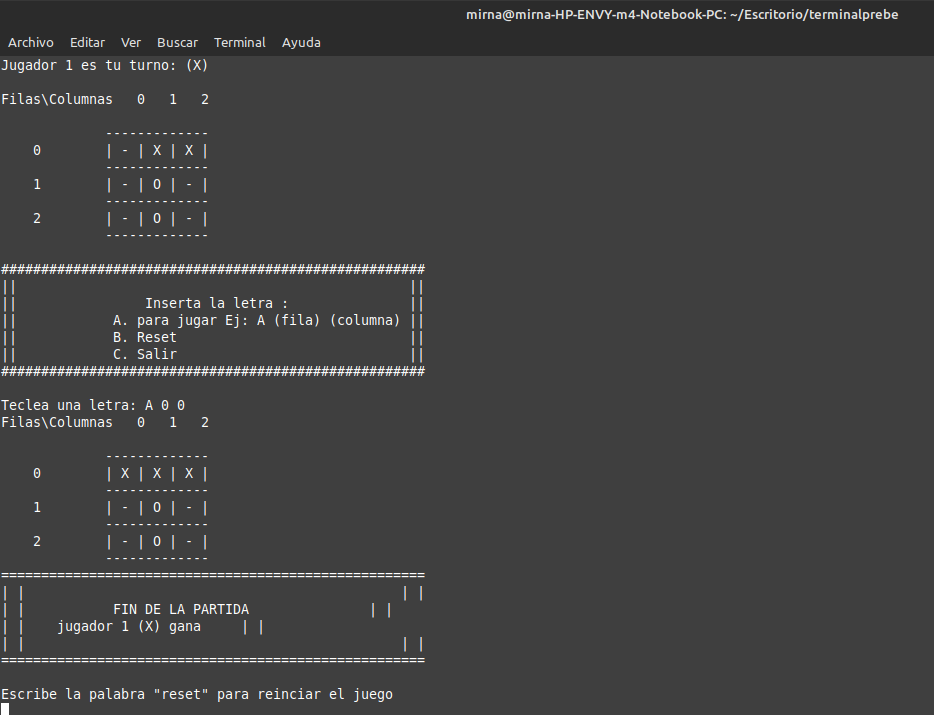 mirna@mirna-HP-ENVY-m4-Notebook-PC: ~/Escritorio/terminalprebe
Archivo Editar Ver Buscar Terminal Ayuda
Jugador 1 es tu turno: (X)
Filas\Columnas   0   1   2
             -------------
    0        | - | X | X |
             -------------
    1        | - | O | - |
             -------------
    2        | - | O | - |
             -------------
#####################################################
||                                                 ||
||                Inserta la letra :               ||
||            A. para jugar Ej: A (fila) (columna) ||
||            B. Reset                             ||
||            C. Salir                             ||
#####################################################
Teclea una letra: A 0 0
Filas\Columnas   0   1   2
             -------------
    0        | X | X | X |
             -------------
    1        | - | O | - |
             -------------
    2        | - | O | - |
             -------------
=====================================================
| |                                               | |
| |           FIN DE LA PARTIDA               | |
| |    jugador 1 (X) gana     | |
| |                                               | |
=====================================================
Escribe la palabra "reset" para reinciar el juego